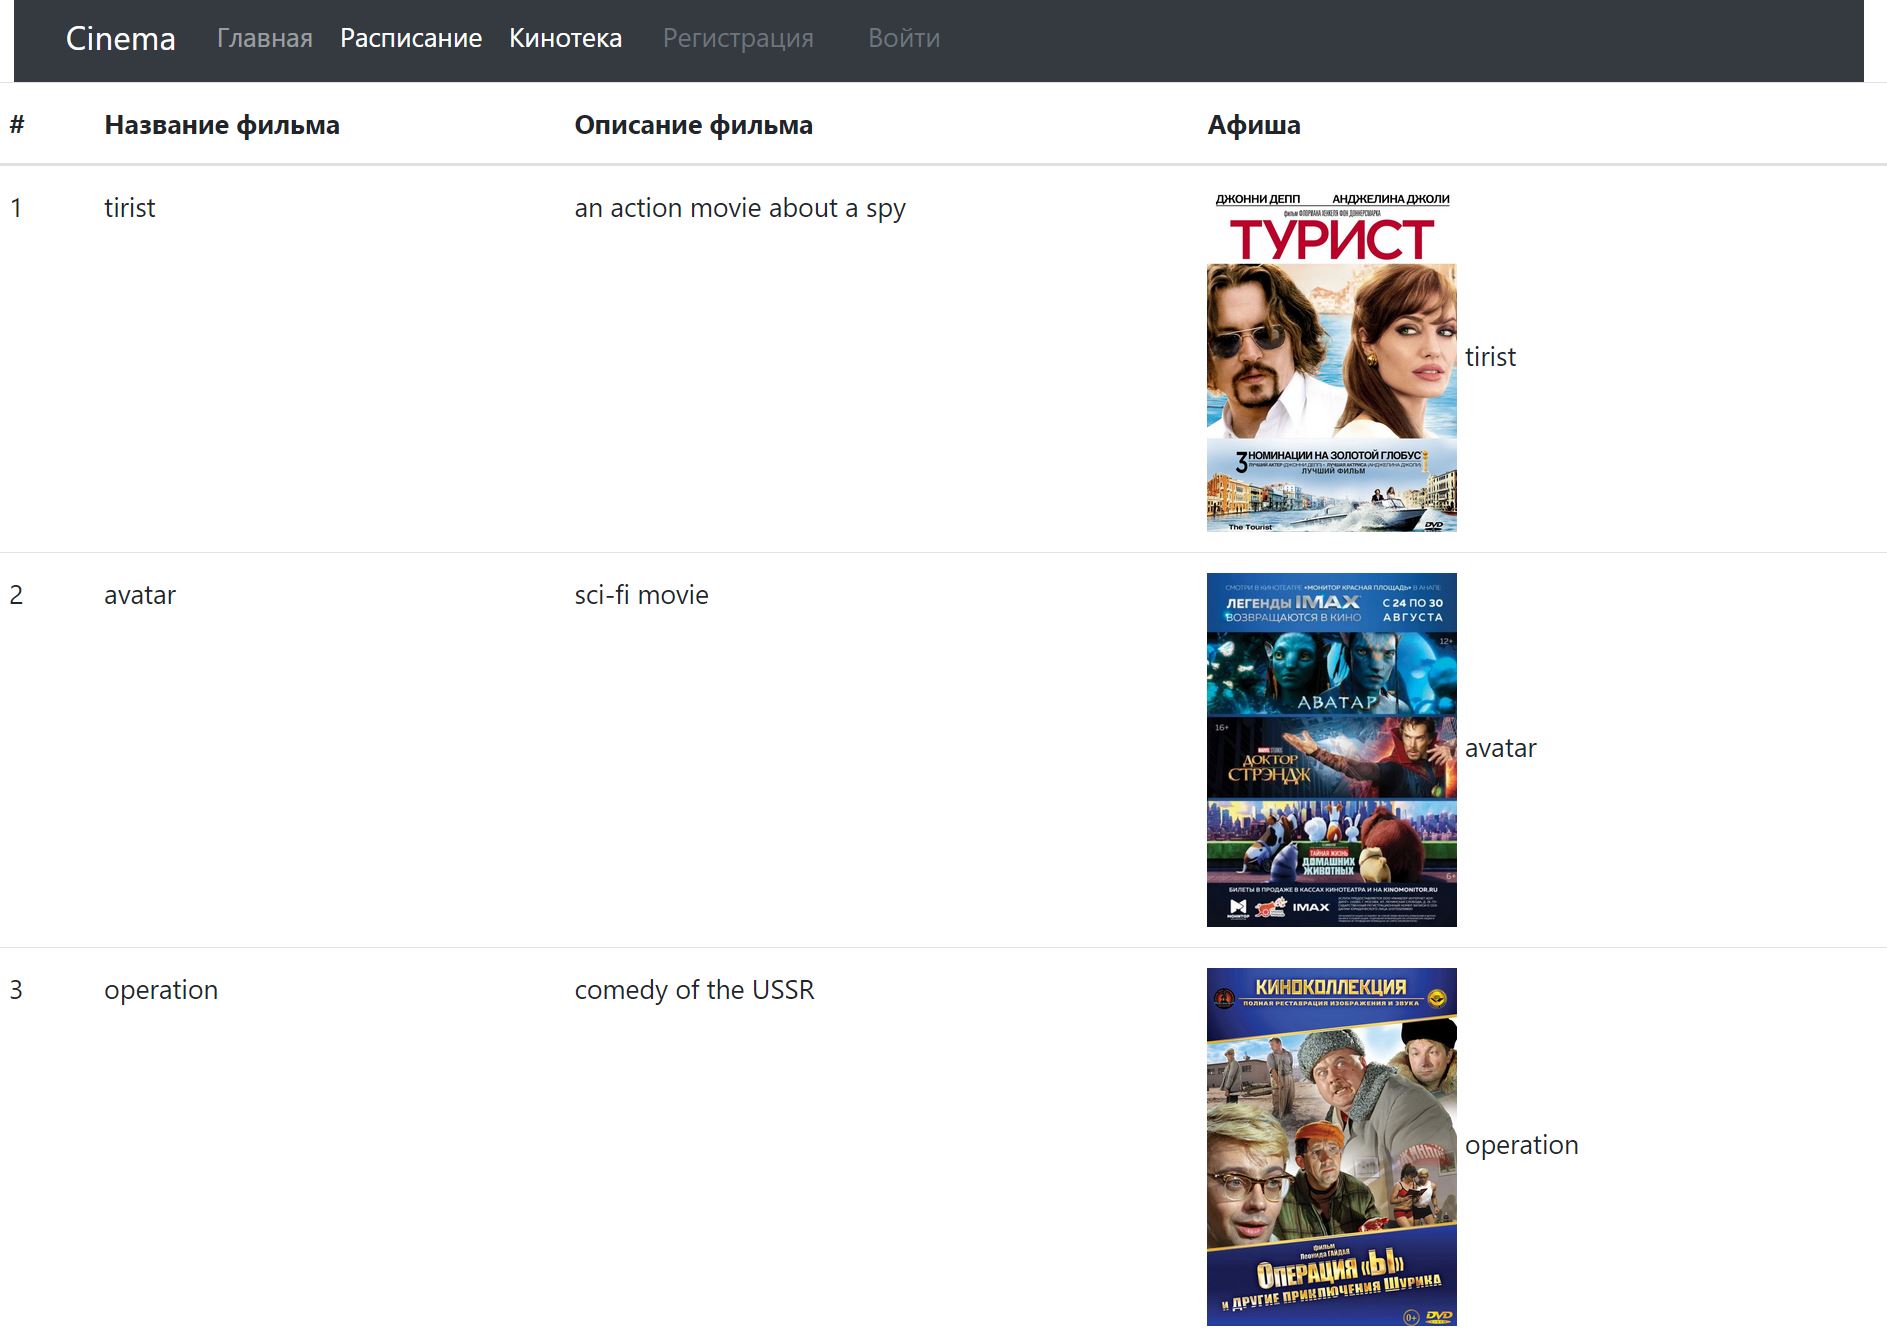 Cinema Главная Расписание Кинотека Регистрация Войти
# Название фильма Описание фильма Афиша
1 tirist an action movie about a spy
ДЖОННИ ДЕПП АНДЖЕЛИНА ДЖОЛИ
фильм ФЛОРИАНА ХЕНКЕЛЯ ФОН ДОННЕРСМАРКА
ТУРИСТ
tirist
3 НОМИНАЦИИ НА ЗОЛОТОЙ ГЛОБУС
ЛУЧШИЙ АКТЕР (ДЖОННИ ДЕПП) • ЛУЧШАЯ АКТРИСА (АНДЖЕЛИНА ДЖОЛИ)
ЛУЧШИЙ ФИЛЬМ
The Tourist DVD
2 avatar sci-fi movie
СМОТРИ В КИНОТЕАТРЕ «МОНИТОР КРАСНАЯ ПЛОЩАДЬ» В АНАПЕ
ЛЕГЕНДЫ IMAX С 24 ПО 30
ВОЗВРАЩАЮТСЯ В КИНО АВГУСТА
12+
АВАТАР
16+
MARVEL STUDIOS
ДОКТОР
СТРЭНДЖ
avatar
ТАЙНАЯ ЖИЗНЬ
ДОМАШНИХ
ЖИВОТНЫХ
6+
БИЛЕТЫ В ПРОДАЖЕ В КАССАХ КИНОТЕАТРА И НА KINOMONITOR.RU
МОНИТОР IMAX
3 operation comedy of the USSR
КИНОКОЛЛЕКЦИЯ
ПОЛНАЯ РЕСТАВРАЦИЯ ИЗОБРАЖЕНИЯ И ЗВУКА
operation
фильм
Леонида ГАЙДАЯ
Операция «Ы»
и другие приключения Шурика
0+ DVD